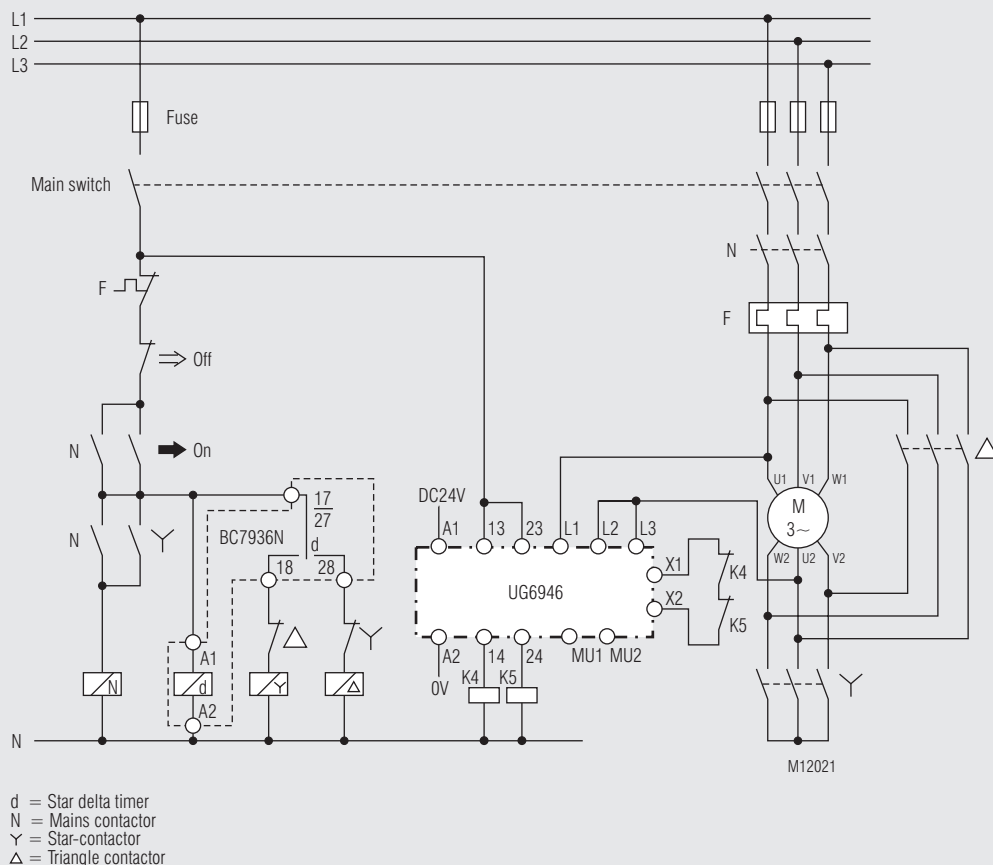 L1
L2
L3
Fuse
Main switch
N
F
F
Off
N
On
U1 V1 W1
M
3~
W2 U2 V2
17
27
DC24V
BC7936N
d
A1 13 23 L1 L2 L3
18 28
N
X1
K4
UG6946
X2
K5
A1
A2 14 24 MU1 MU2
0V
K4 K5
N
d
A2
N
M12021
d = Star delta timer
N = Mains contactor
Y = Star-contactor
△ = Triangle contactor